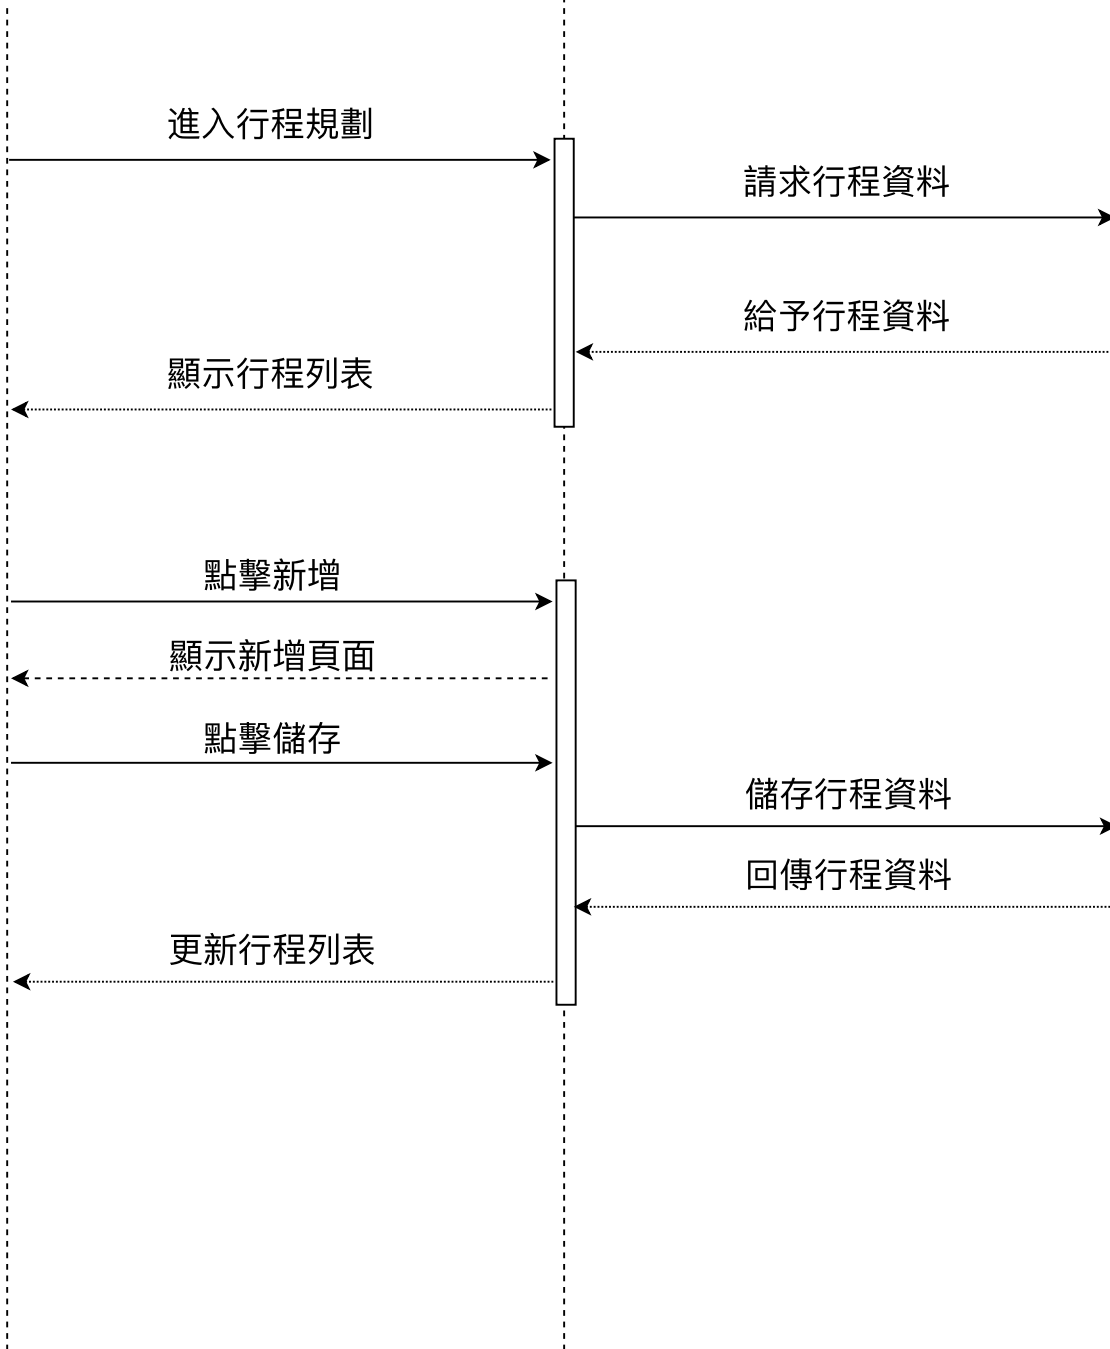 進入行程規劃
請求行程資料
給予行程資料
顯示行程列表
點擊新增
顯示新增頁面
點擊儲存
儲存行程資料
回傳行程資料
更新行程列表